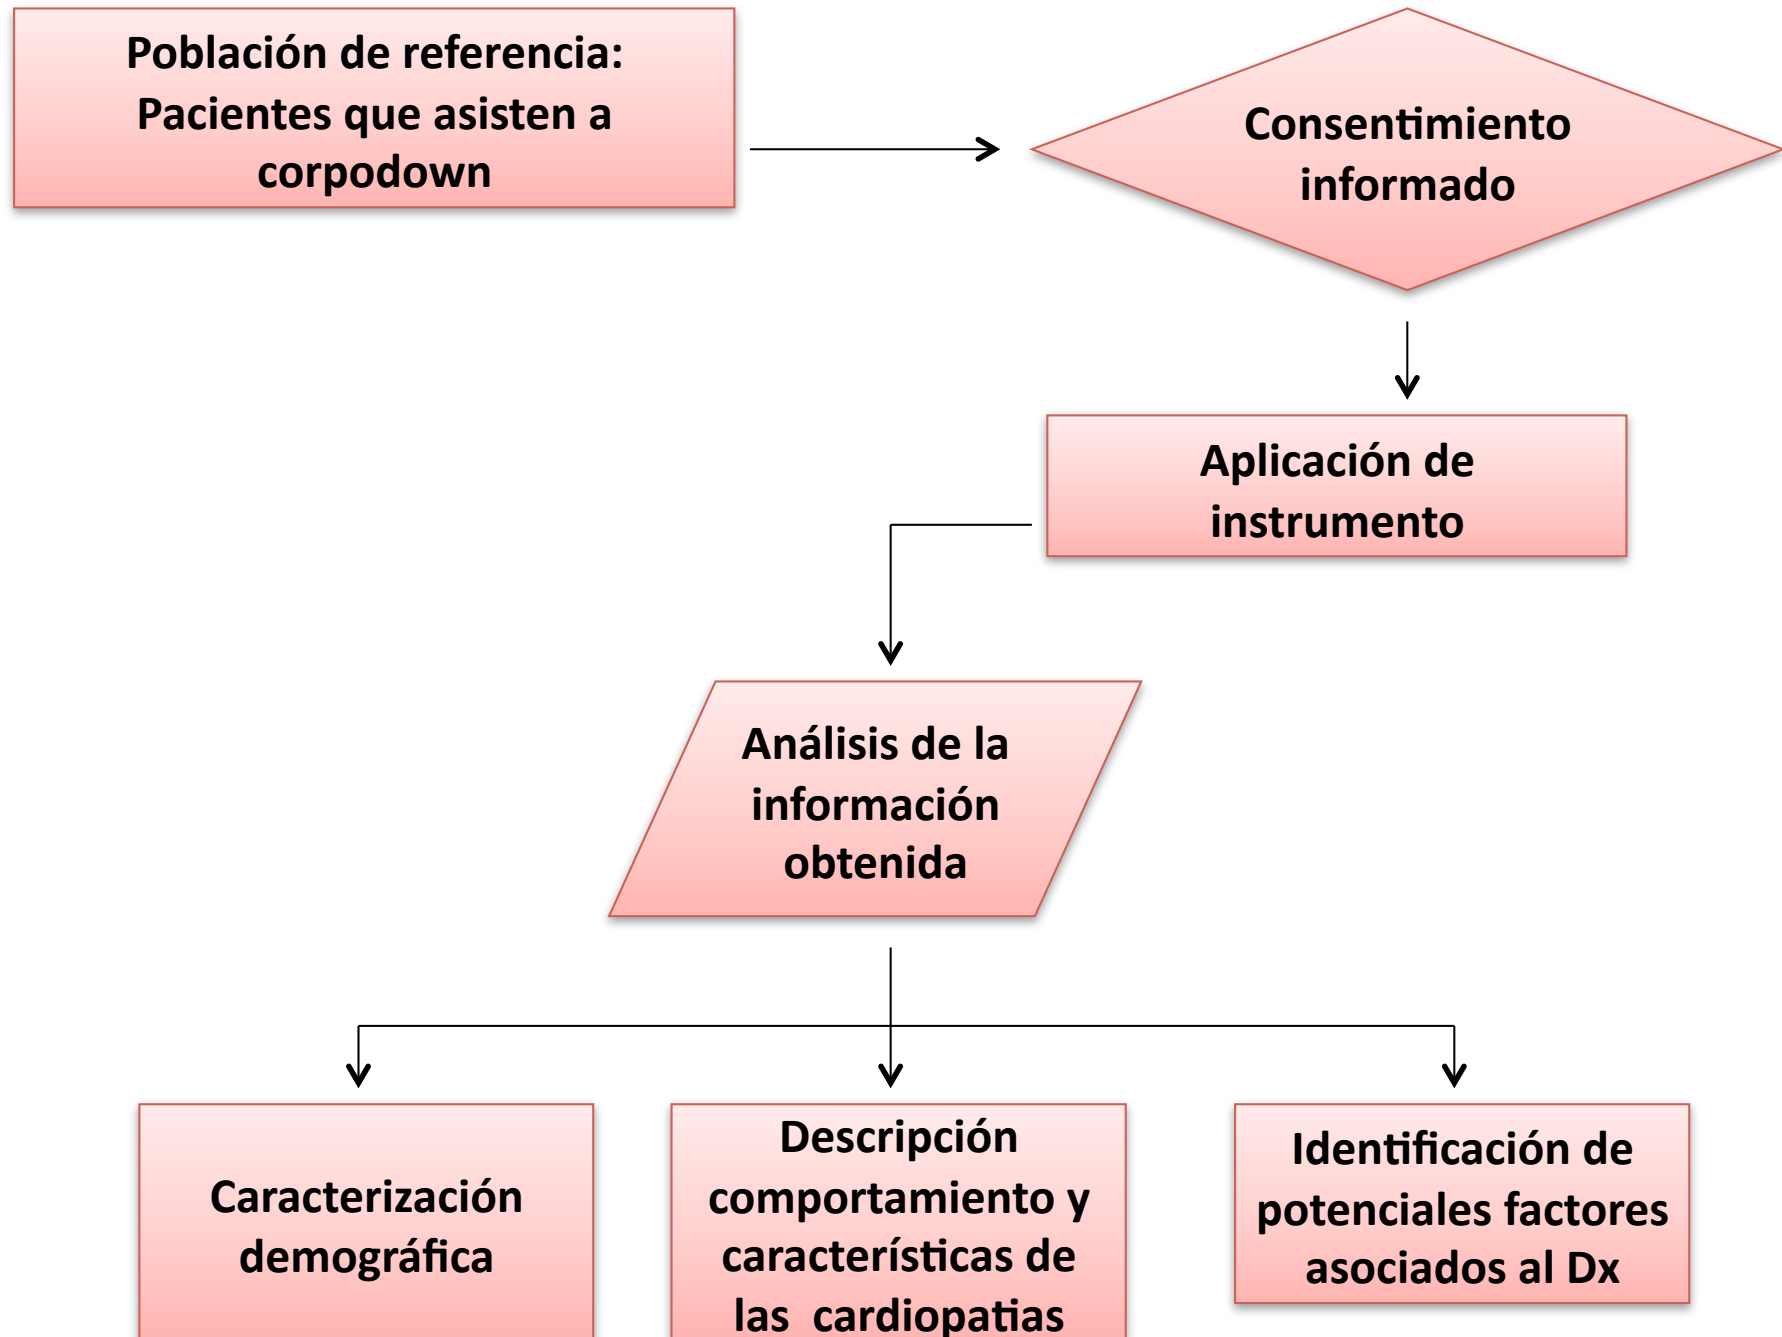 Población de referencia:
Pacientes que asisten a
corpodown
Consentimiento
informado
Aplicación de
instrumento
Análisis de la
información
obtenida
Caracterización
demográfica
Descripción
comportamiento y
características de
las cardiopatias
Identificación de
potenciales factores
asociados al Dx